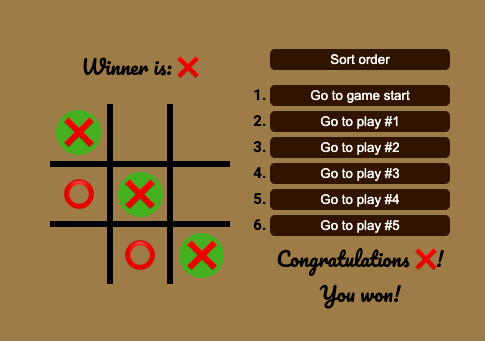 Winner is: ❌
Sort order
1. Go to game start
2. Go to play #1
3. Go to play #2
4. Go to play #3
5. Go to play #4
6. Go to play #5
❌
⭕ ❌
⭕ ❌
Congratulations ❌!
You won!